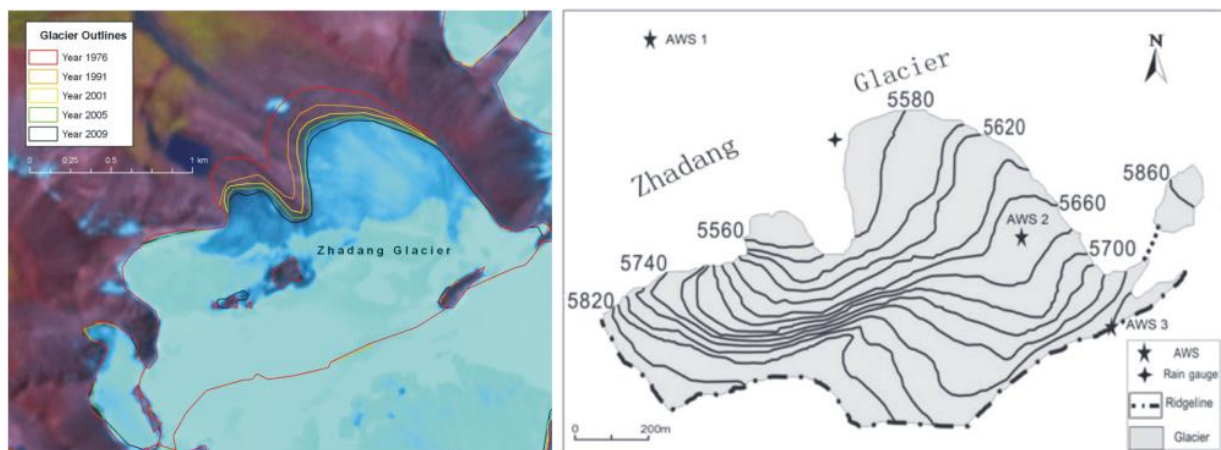 Glacier Outlines
Year 1976
Year 1991
Year 2001
Year 2005
Year 2009
0 0.25 0.5 1 km
Zhadang Glacier
AWS 1
N
Glacier
Zhadang
5580
5620
5860
5660
AWS 2
5560
5700
5740
5820
AWS 3
AWS
Rain gauge
Ridgeline
Glacier
0 200m